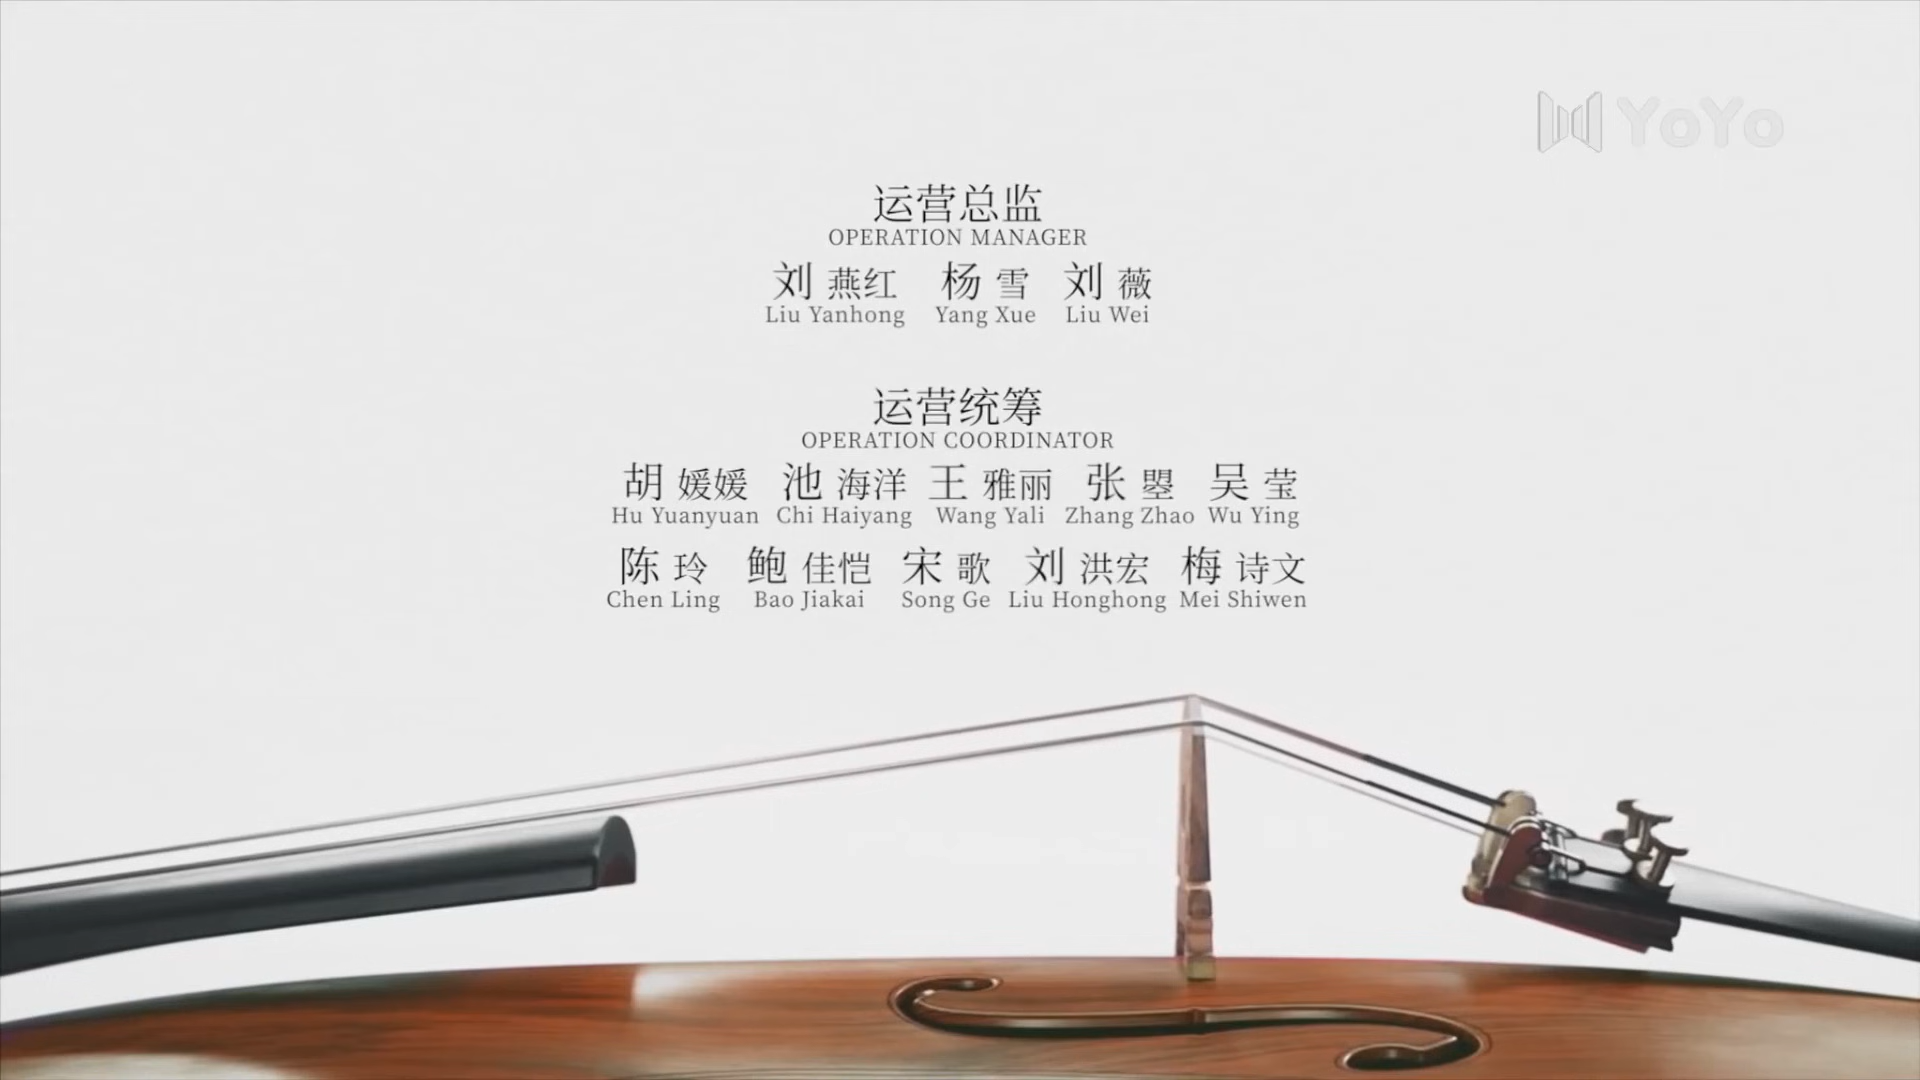 YoYo
运营总监
OPERATION MANAGER
刘 燕红 杨 雪 刘 薇
Liu Yanhong Yang Xue Liu Wei
运营统筹
OPERATION COORDINATOR
胡 媛媛 池 海洋 王 雅丽 张 曌 吴 莹
Hu Yuanyuan Chi Haiyang Wang Yali Zhang Zhao Wu Ying
陈 玲 鲍 佳恺 宋 歌 刘 洪宏 梅 诗文
Chen Ling Bao Jiakai Song Ge Liu Honghong Mei Shiwen